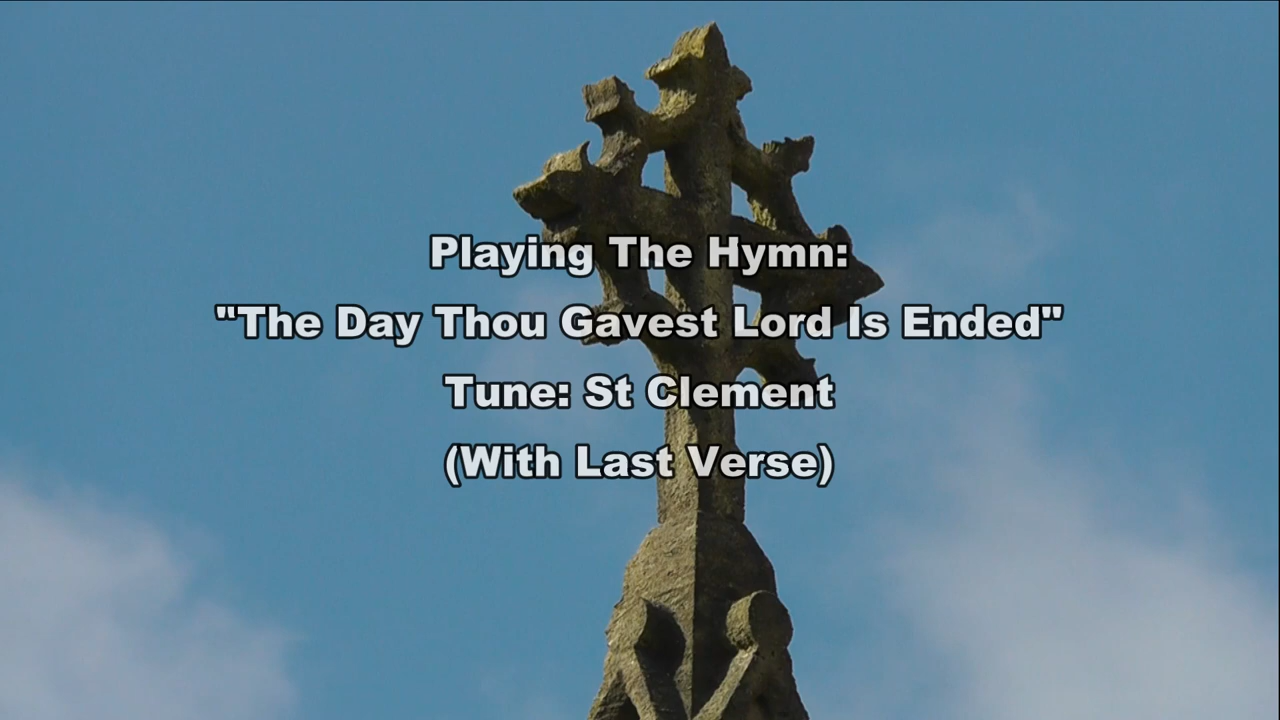 Playing The Hymn:
"The Day Thou Gavest Lord Is Ended"
Tune: St Clement
(With Last Verse)